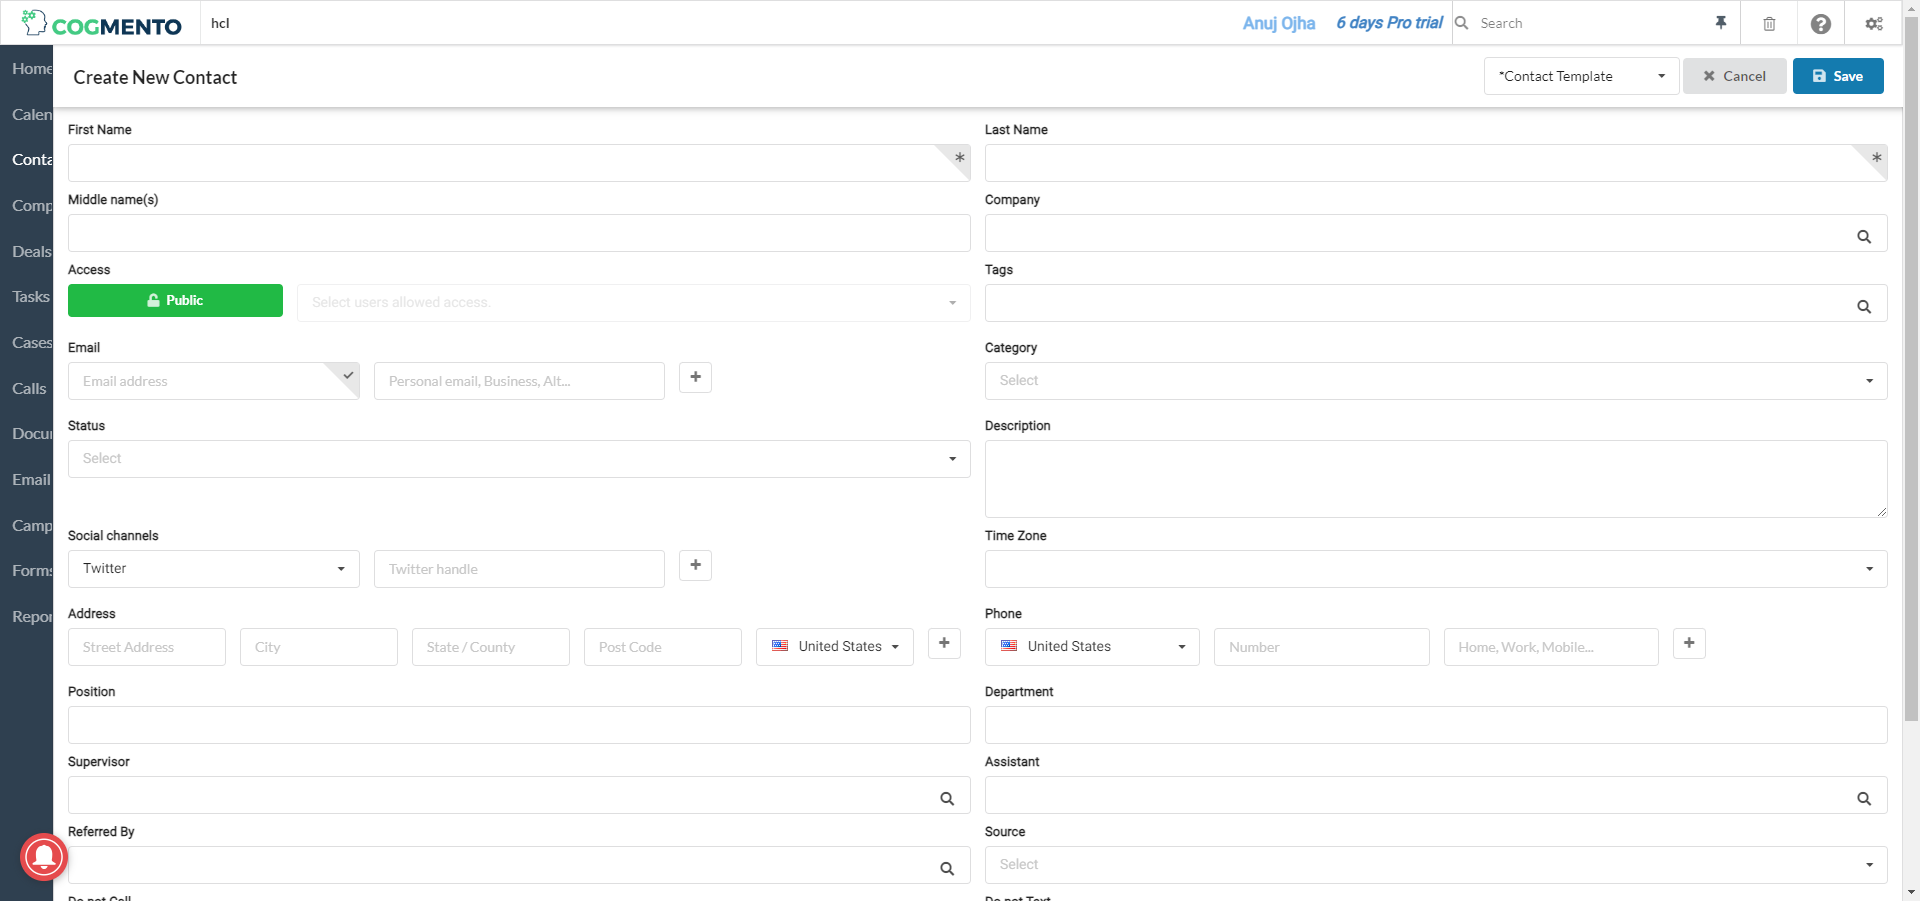 COGMENTO
hcl
Anuj Ojha
6 days Pro trial
Search
Home
Calen
Conta
Comp
Deals
Tasks
Cases
Calls
Docu
Email
Camp
Forms
Repor
Create New Contact
*Contact Template
Cancel
Save
First Name
*
Last Name
*
Middle name(s)
Company
Access
Public
Select users allowed access.
Tags
Email
Email address
Personal email, Business, Alt...
Category
Select
Status
Select
Description
Social channels
Twitter
Twitter handle
Time Zone
Address
Street Address
City
State / County
Post Code
United States
Phone
United States
Number
Home, Work, Mobile...
Position
Department
Supervisor
Assistant
Referred By
Source
Select
Do not Call
Do not Text